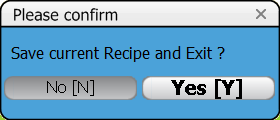 Please confirm
Save current Recipe and Exit ?
No [N]
Yes [Y]